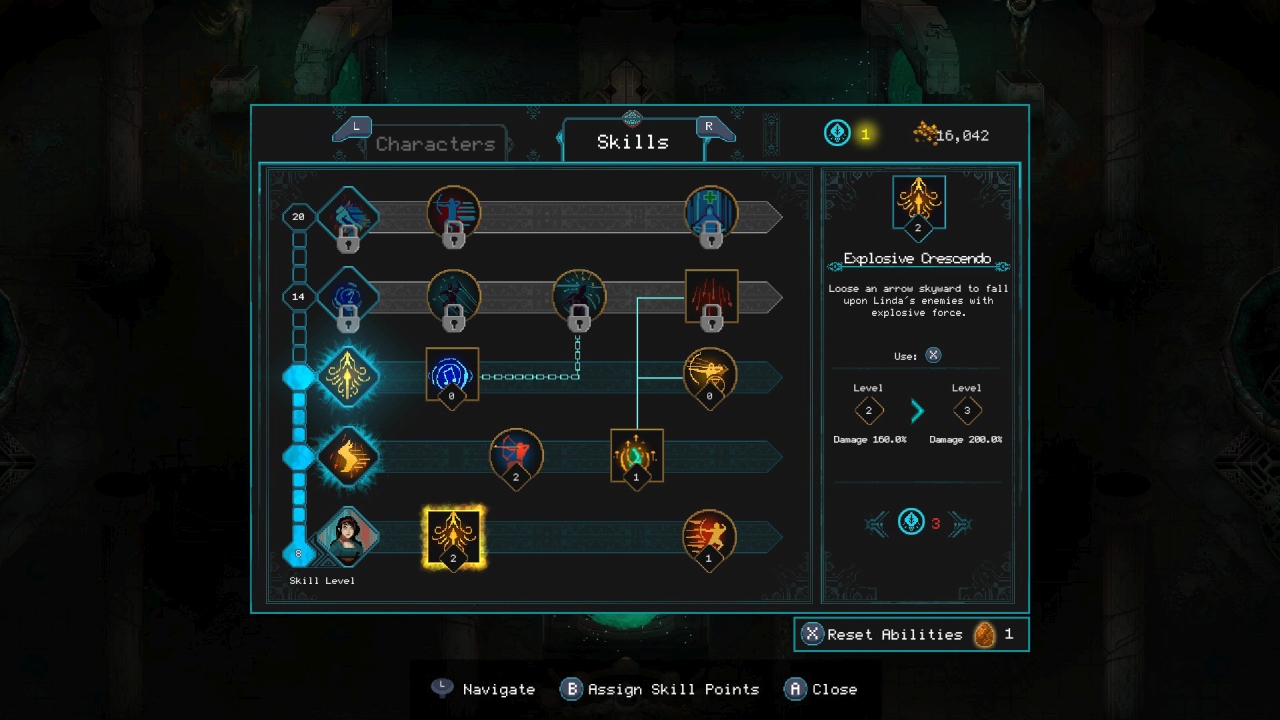 L
Characters
Skills
R
1
16,042
20
14
0
0
2
1
8
2
1
Skill Level
2
Explosive Crescendo
Loose an arrow skyward to fall
upon Linda's enemies with
explosive force.
Use: X
Level
Level
2
3
Damage 160.0%
Damage 200.0%
3
X Reset Abilities 1
L Navigate B Assign Skill Points A Close